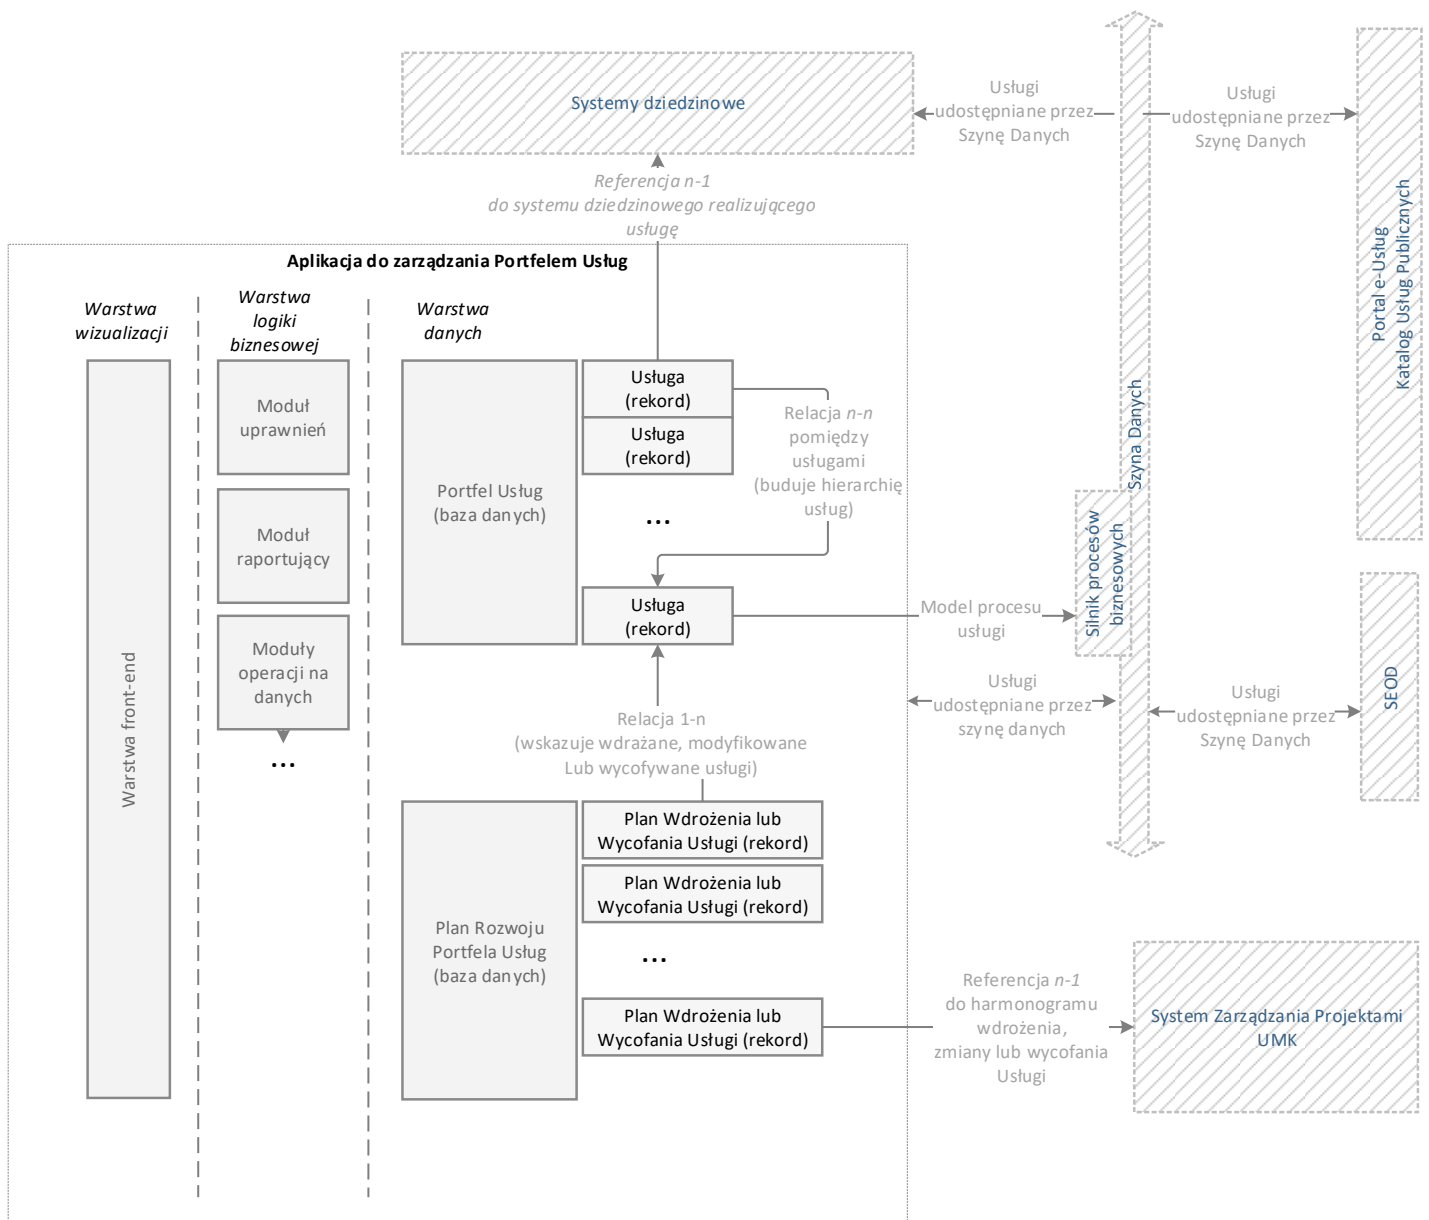 Systemy dziedzinowe
Usługi
udostępniane przez
Szynę Danych
Usługi
udostępniane przez
Szynę Danych
Portal e-Usług
Katalog Usług Publicznych
Referencja n-1
do systemu dziedzinowego realizującego
usługę
Aplikacja do zarządzania Portfelem Usług
Warstwa
wizualizacji
Warstwa
logiki
biznesowej
Warstwa
danych
Warstwa front-end
Moduł
uprawnień
Moduł
raportujący
Moduły
operacji na
danych
...
Portfel Usług
(baza danych)
Usługa
(rekord)
Usługa
(rekord)
...
Usługa
(rekord)
Relacja n-n
pomiędzy
usługami
(buduje hierarchię
usług)
Szyna Danych
Silnik procesów
biznesowych
Model procesu
usługi
Usługi
udostępniane przez
szynę danych
Usługi
udostępniane przez
Szynę Danych
SEOD
Relacja 1-n
(wskazuje wdrażane, modyfikowane
Lub wycofywane usługi)
Plan Rozwoju
Portfela Usług
(baza danych)
Plan Wdrożenia lub
Wycofania Usługi (rekord)
Plan Wdrożenia lub
Wycofania Usługi (rekord)
...
Plan Wdrożenia lub
Wycofania Usługi (rekord)
Referencja n-1
do harmonogramu
wdrożenia,
zmiany lub wycofania
Usługi
System Zarządzania Projektami
UMK